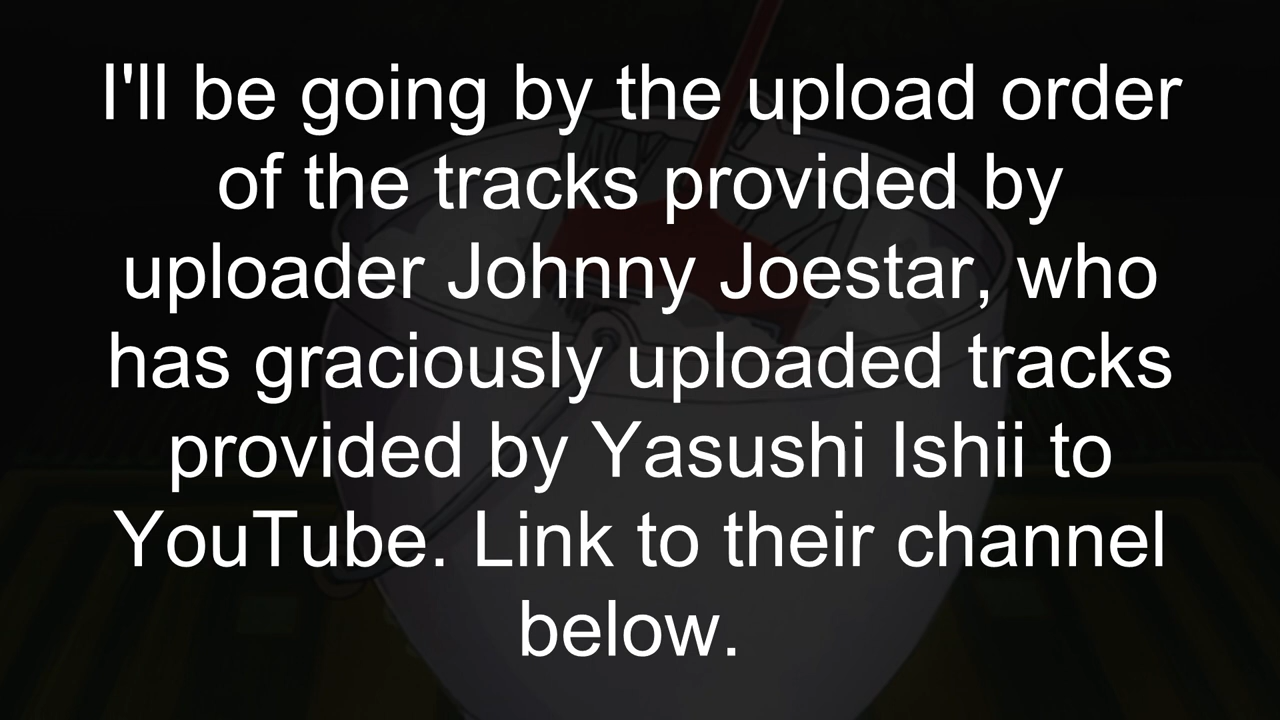 I'll be going by the upload order
of the tracks provided by
uploader Johnny Joestar, who
has graciously uploaded tracks
provided by Yasushi Ishii to
YouTube. Link to their channel
below.